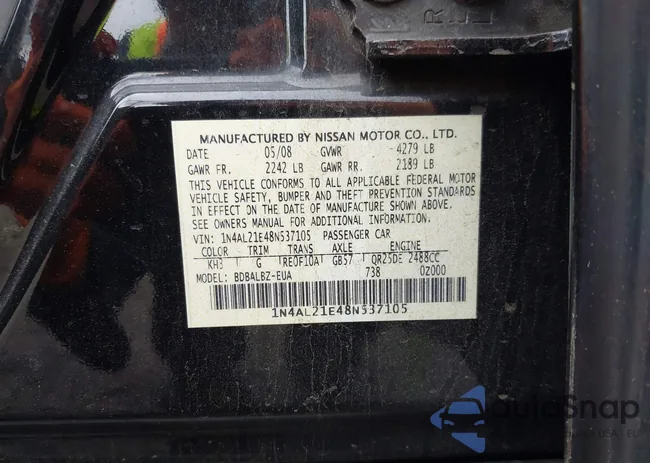 MANUFACTURED BY NISSAN MOTOR CO., LTD.
DATE 05/08 GVWR 4279 LB
GAWR FR. 2242 LB GAWR RR. 2189 LB
THIS VEHICLE CONFORMS TO ALL APPLICABLE FEDERAL MOTOR
VEHICLE SAFETY, BUMPER AND THEFT PREVENTION STANDARDS
IN EFFECT ON THE DATE OF MANUFACTURE SHOWN ABOVE.
SEE OWNERS MANUAL FOR ADDITIONAL INFORMATION.
VIN: 1N4AL21E48N537105 PASSENGER CAR
COLOR TRIM TRANS AXLE ENGINE
KH3 G RE0F10A GB57 QR25DE 2488CC
MODEL: BDBALBZ-EUA 738 0Z000
1N4AL21E48N537105
AutoSnap